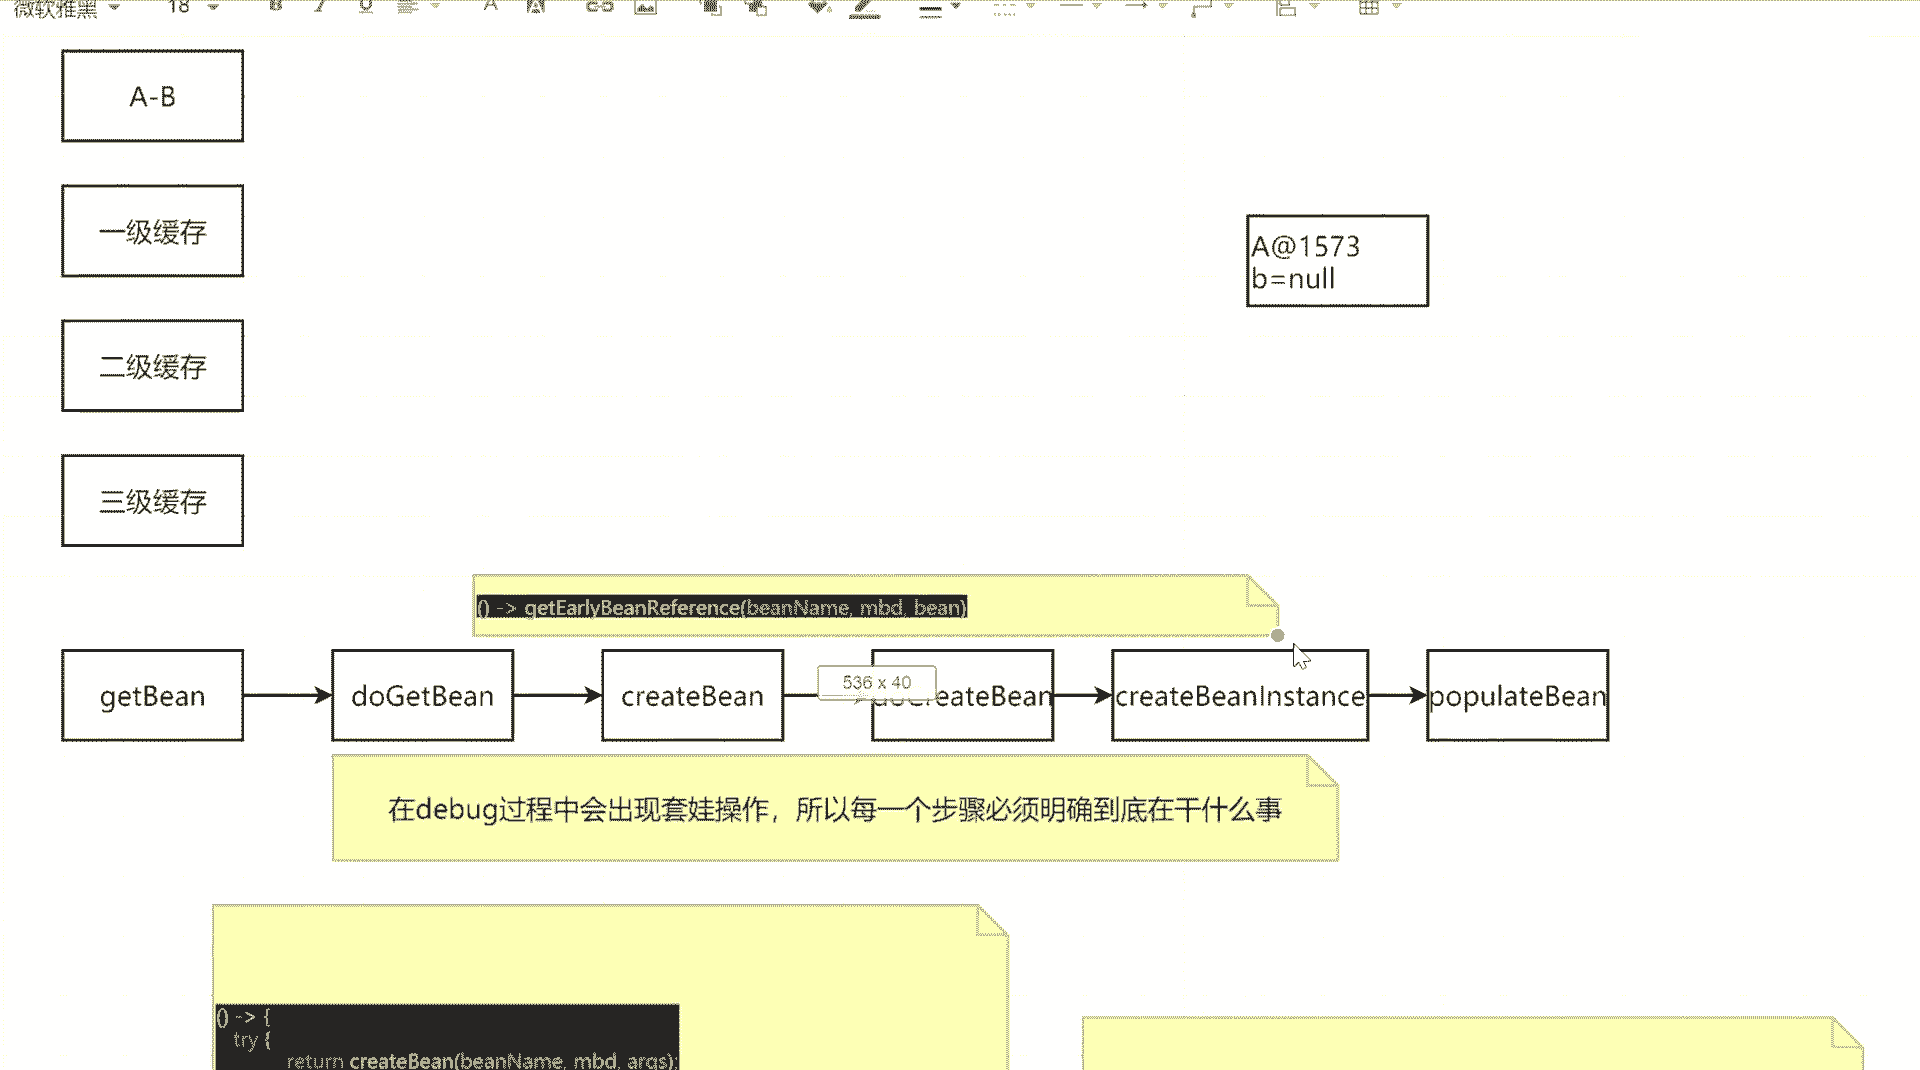 微软雅黑 18
A-B
一级缓存
A@1573
b=null
二级缓存
三级缓存
() -> getEarlyBeanReference(beanName, mbd, bean)
536 x 40
getBean
doGetBean
createBean
doCreateBean
createBeanInstance
populateBean
在debug过程中会出现套娃操作，所以每一个步骤必须明确到底在干什么事
() -> {
try {
return createBean(beanName, mbd, args);